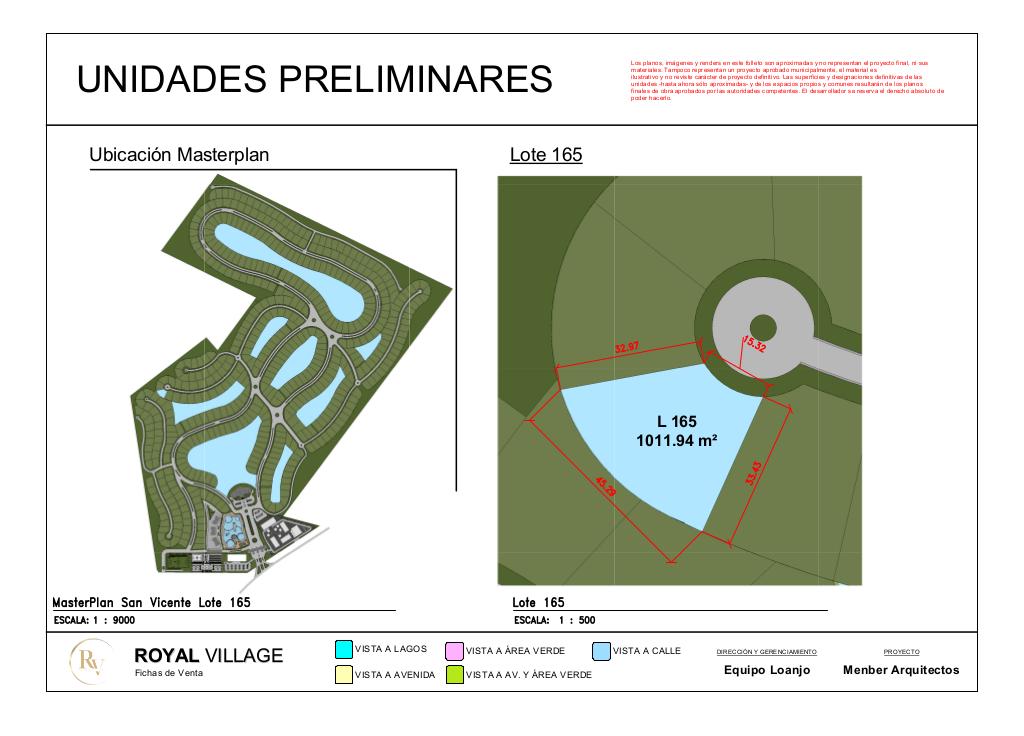 UNIDADES PRELIMINARES
Los planos, imágenes y renders en este folleto son aproximadas y no representan el proyecto final, ni sus
materiales. Tampoco representan un proyecto aprobado municipalmente, el material es
ilustrativo y no reviste carácter de proyecto definitivo. Las superficies y designaciones definitivas de las
unidades -hasta ahora sólo aproximadas- y de los espacios propios y comunes resultarán de los planos
finales de obra aprobados por las autoridades competentes. El desarrollador se reserva el derecho absoluto de
poder hacerlo.
Ubicación Masterplan
Lote 165
32.97
15.32
L 165
1011.94 m²
45.29
33.43
MasterPlan San Vicente Lote 165
ESCALA: 1 : 9000
Lote 165
ESCALA: 1 : 500
RV
ROYAL VILLAGE
Fichas de Venta
VISTA A LAGOS
VISTA A ÁREA VERDE
VISTA A CALLE
VISTA A AVENIDA
VISTA A AV. Y ÁREA VERDE
DIRECCIÓN Y GERENCIAMIENTO
Equipo Loanjo
PROYECTO
Menber Arquitectos